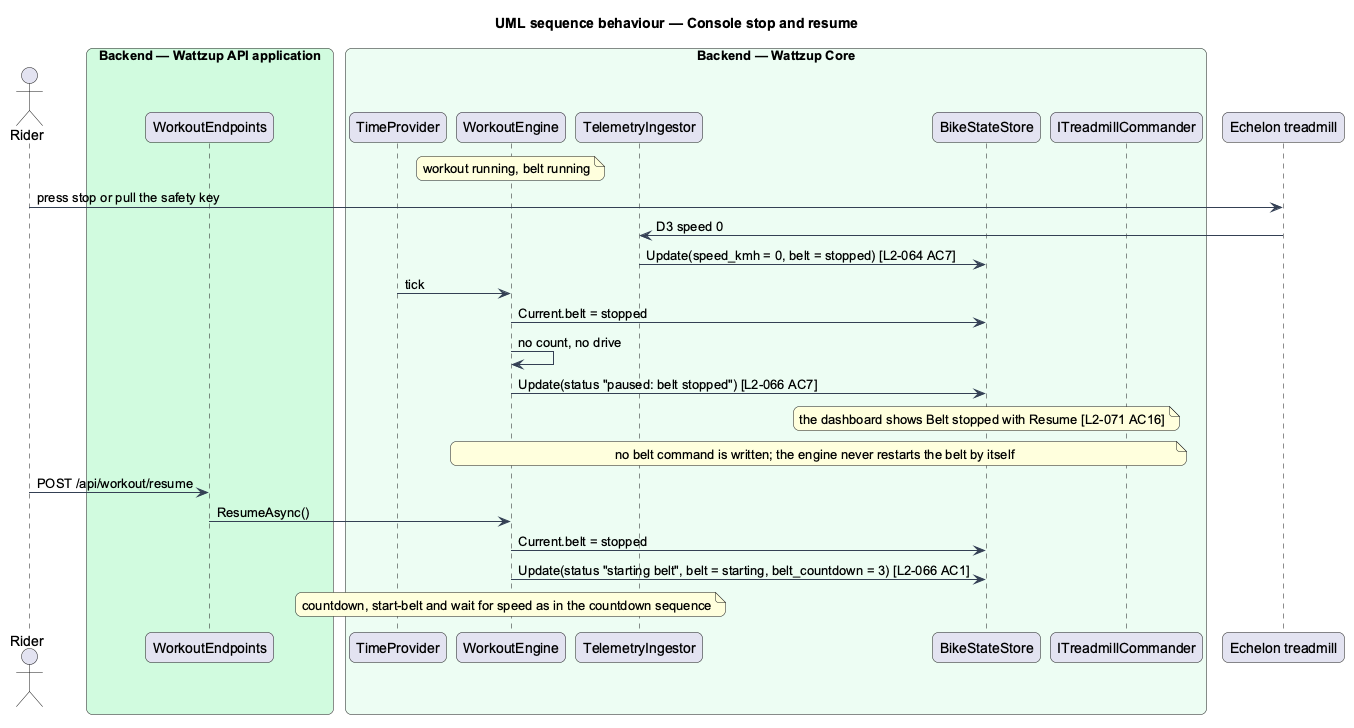 UML sequence behaviour — Console stop and resume
Backend — Wattzup API application
Backend — Wattzup Core
Rider
WorkoutEndpoints
TimeProvider
WorkoutEngine
TelemetryIngestor
BikeStateStore
ITreadmillCommander
Echelon treadmill
workout running, belt running
press stop or pull the safety key
D3 speed 0
Update(speed_kmh = 0, belt = stopped) [L2-064 AC7]
tick
Current.belt = stopped
no count, no drive
Update(status "paused: belt stopped") [L2-066 AC7]
the dashboard shows Belt stopped with Resume [L2-071 AC16]
no belt command is written; the engine never restarts the belt by itself
POST /api/workout/resume
ResumeAsync()
Current.belt = stopped
Update(status "starting belt", belt = starting, belt_countdown = 3) [L2-066 AC1]
countdown, start-belt and wait for speed as in the countdown sequence
Rider
WorkoutEndpoints
TimeProvider
WorkoutEngine
TelemetryIngestor
BikeStateStore
ITreadmillCommander
Echelon treadmill